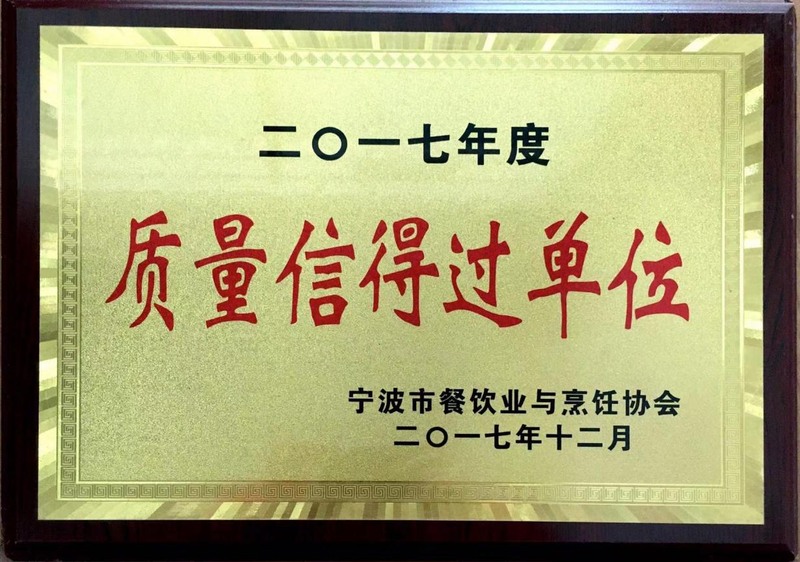 二〇一七年度
质量信得过单位
宁波市餐饮业与烹饪协会
二〇一七年十二月